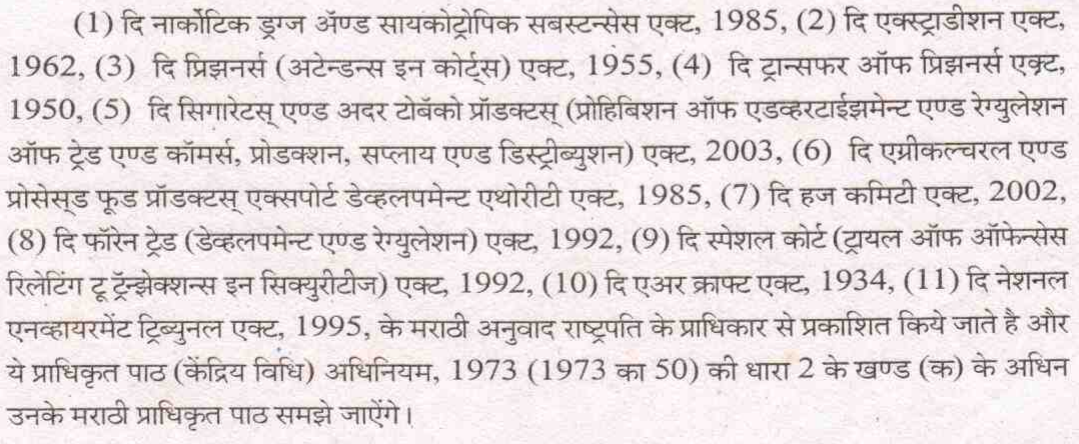 (1) दि नार्कोटिक ड्रग्ज ॲण्ड सायकोट्रोपिक सबस्टन्सेस एक्ट, 1985, (2) दि एक्स्ट्राडीशन एक्ट,
1962, (3) दि प्रिझनर्स (अटेन्डन्स इन कोर्ट्स) एक्ट, 1955, (4) दि ट्रान्सफर ऑफ प्रिझनर्स एक्ट,
1950, (5) दि सिगारेटस् एण्ड अदर टोबॅको प्रॉडक्टस् (प्रोहिबिशन ऑफ एडव्हरटाईझमेन्ट एण्ड रेग्युलेशन
ऑफ ट्रेड एण्ड कॉमर्स, प्रोडक्शन, सप्लाय एण्ड डिस्ट्रीब्युशन) एक्ट, 2003, (6) दि एग्रीकल्चरल एण्ड
प्रोसेस्ड फूड प्रॉडक्टस् एक्सपोर्ट डेव्हलपमेन्ट एथोरीटी एक्ट, 1985, (7) दि हज कमिटी एक्ट, 2002,
(8) दि फॉरेन ट्रेड (डेव्हलपमेन्ट एण्ड रेग्युलेशन) एक्ट, 1992, (9) दि स्पेशल कोर्ट (ट्रायल ऑफ ऑफेन्सेस
रिलेटिंग टू ट्रॅन्झेक्शन्स इन सिक्युरीटीज) एक्ट, 1992, (10) दि एअर क्राफ्ट एक्ट, 1934, (11) दि नेशनल
एनव्हायरमेंट ट्रिब्युनल एक्ट, 1995, के मराठी अनुवाद राष्ट्रपति के प्राधिकार से प्रकाशित किये जाते है और
ये प्राधिकृत पाठ (केंद्रिय विधि) अधिनियम, 1973 (1973 का 50) की धारा 2 के खण्ड (क) के अधिन
उनके मराठी प्राधिकृत पाठ समझे जाऐंगे।